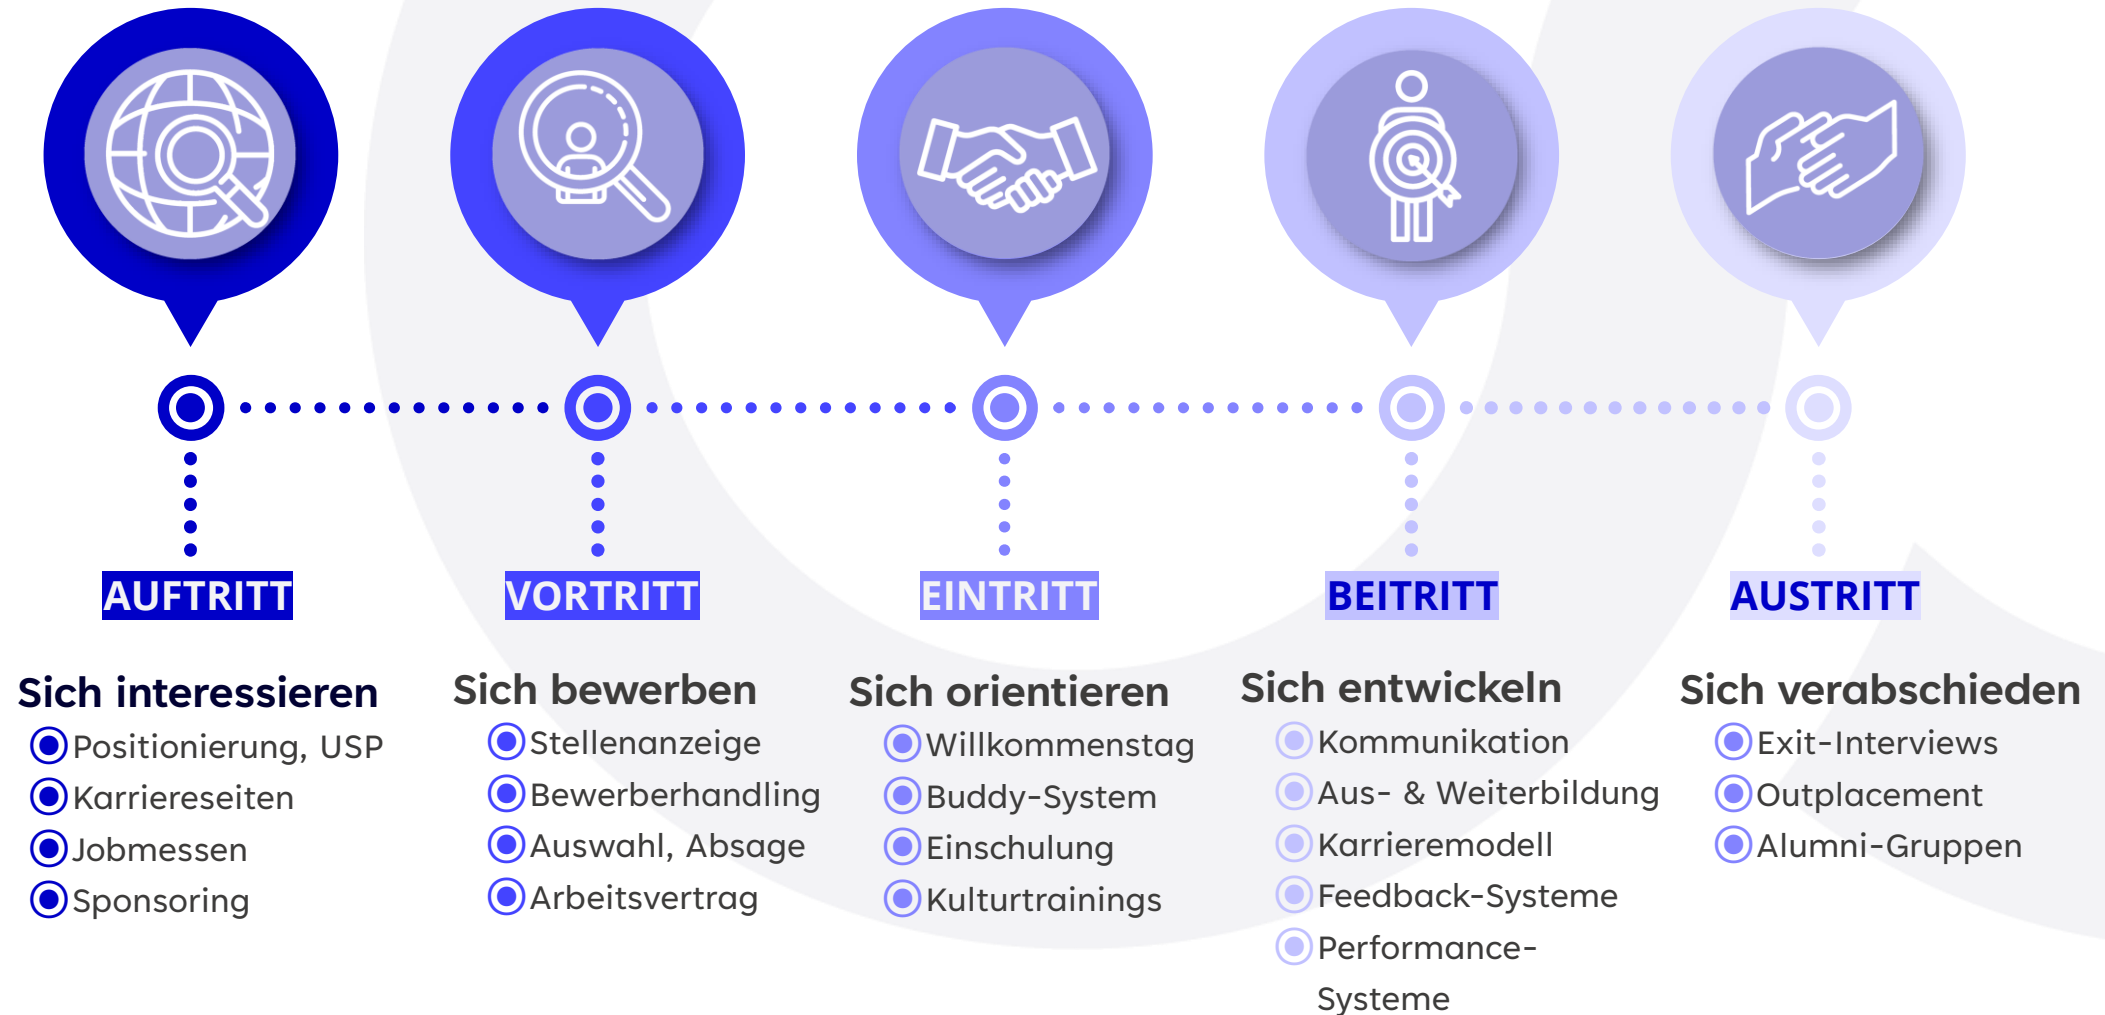 AUFTRITT
Sich interessieren
Positionierung, USP
Karriereseiten
Jobmessen
Sponsoring
VORTRITT
Sich bewerben
Stellenanzeige
Bewerberhandling
Auswahl, Absage
Arbeitsvertrag
EINTRITT
Sich orientieren
Willkommenstag
Buddy-System
Einschulung
Kulturtrainings
BEITRITT
Sich entwickeln
Kommunikation
Aus- & Weiterbildung
Karrieremodell
Feedback-Systeme
Performance-
Systeme
AUSTRITT
Sich verabschieden
Exit-Interviews
Outplacement
Alumni-Gruppen